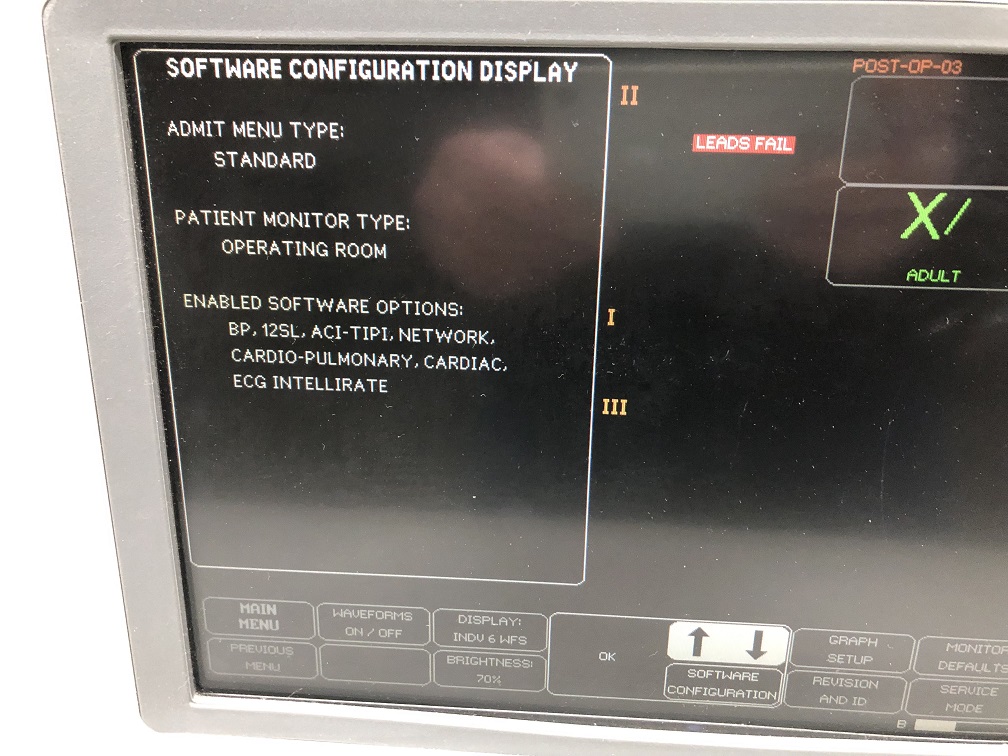 SOFTWARE CONFIGURATION DISPLAY
ADMIT MENU TYPE:
STANDARD
PATIENT MONITOR TYPE:
OPERATING ROOM
ENABLED SOFTWARE OPTIONS:
BP, 12SL, ACI-TIPI, NETWORK,
CARDIO-PULMONARY, CARDIAC,
ECG INTELLIRATE
POST-OP-03
II
LEADS FAIL
X/
ADULT
I
III
MAIN
MENU
WAVEFORMS
ON / OFF
DISPLAY:
INDV 6 WFS
PREVIOUS
MENU
BRIGHTNESS:
70%
OK
SOFTWARE
CONFIGURATION
GRAPH
SETUP
MONITOR
DEFAULTS
REVISION
AND ID
SERVICE
MODE
B